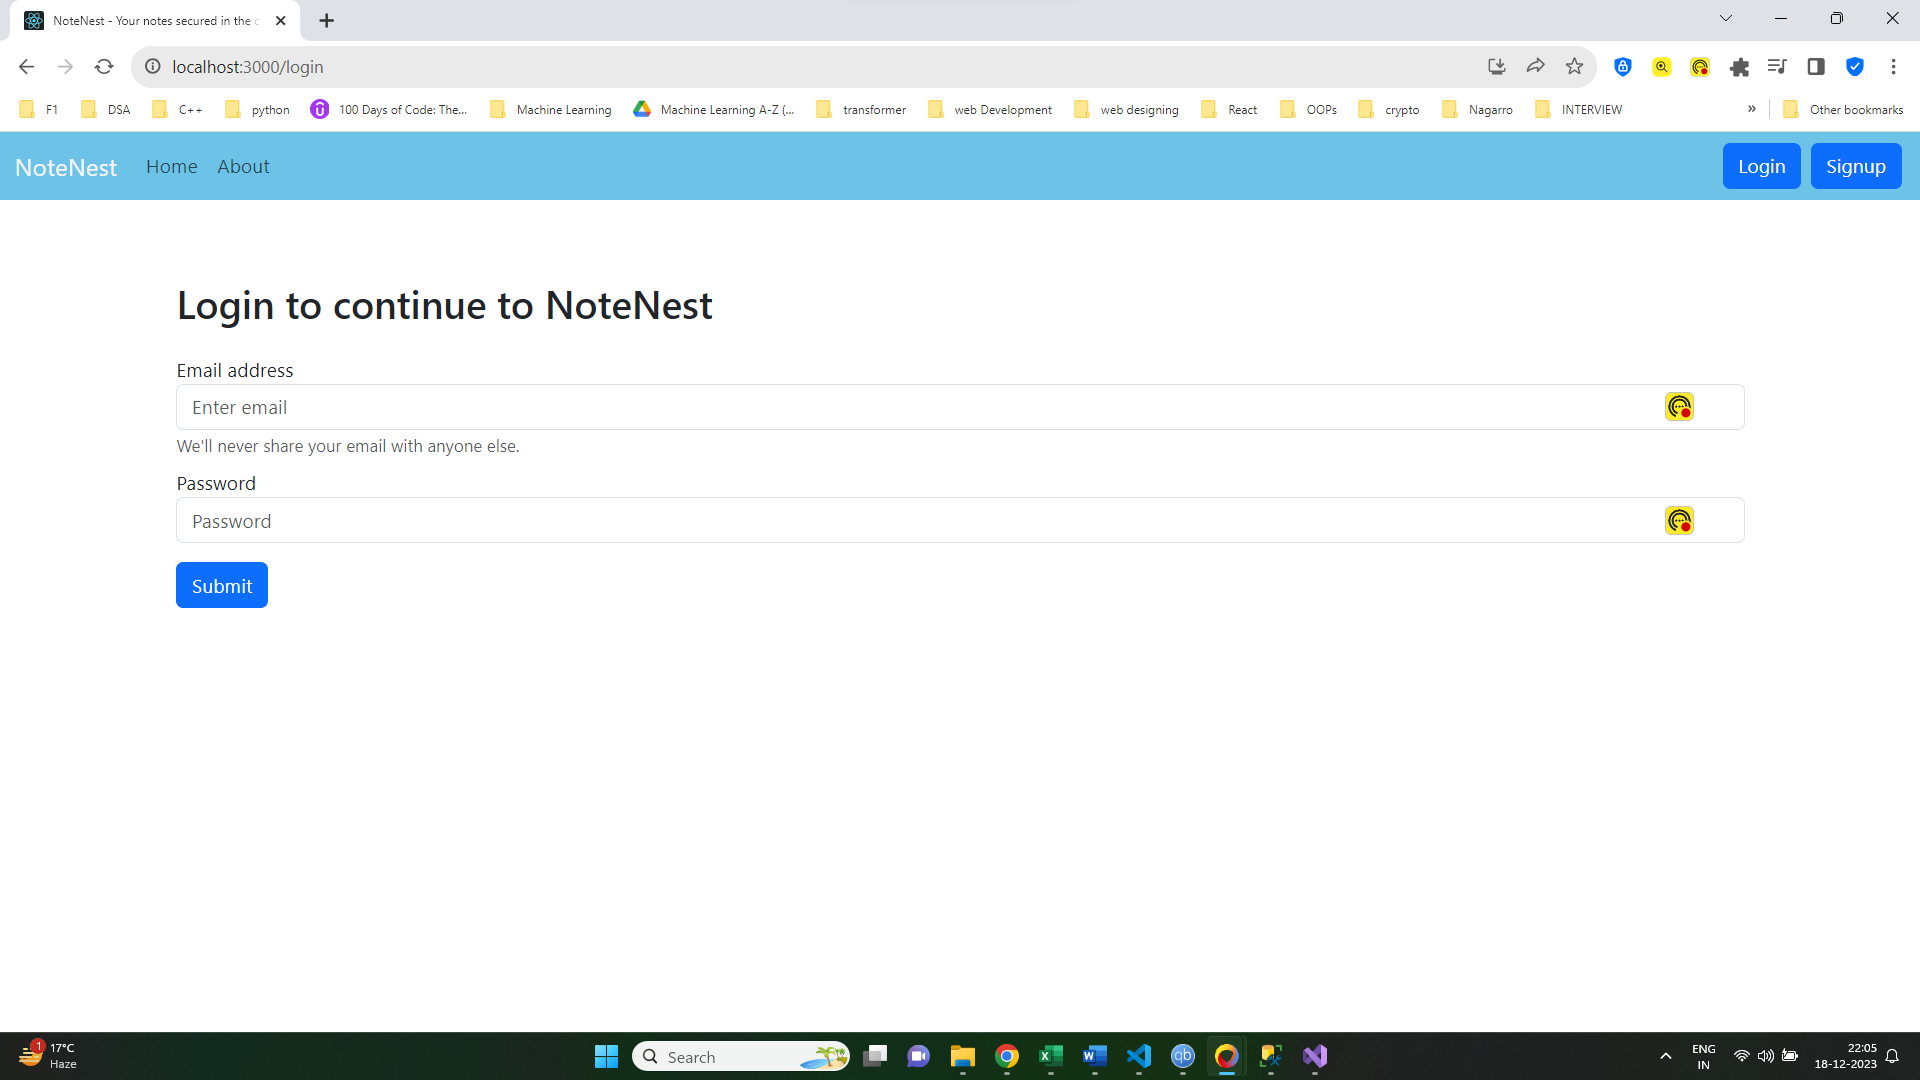 NoteNest - Your notes secured in the c
localhost:3000/login
F1 DSA C++ python 100 Days of Code: The... Machine Learning Machine Learning A-Z (... transformer web Development web designing React OOPs crypto Nagarro INTERVIEW » Other bookmarks
NoteNest Home About Login Signup
Login to continue to NoteNest
Email address
Enter email
We'll never share your email with anyone else.
Password
Password
Submit
1
17°C
Haze
Search
qb
ENG
IN
22:05
18-12-2023